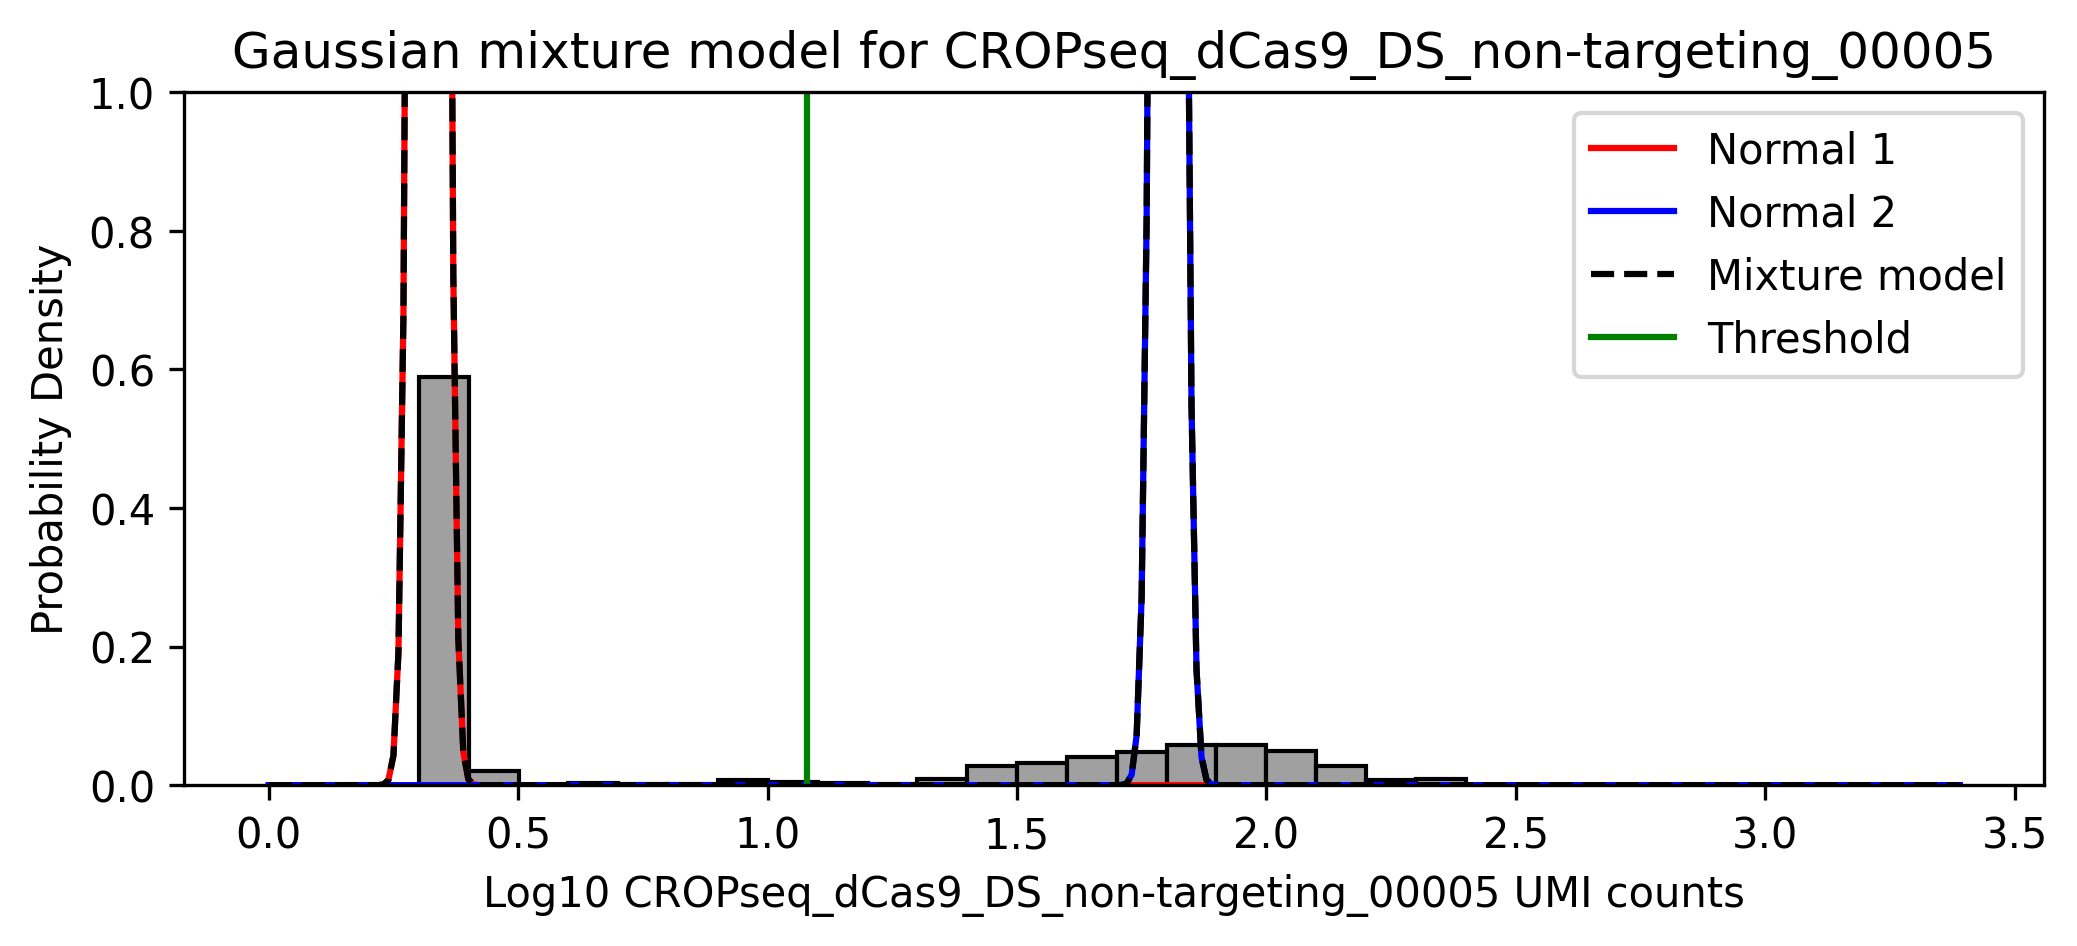 Gaussian mixture model for CROPseq_dCas9_DS_non-targeting_00005
1.0
0.8
0.6
0.4
0.2
0.0
Probability Density
Normal 1
Normal 2
Mixture model
Threshold
0.0 0.5 1.0 1.5 2.0 2.5 3.0 3.5
Log10 CROPseq_dCas9_DS_non-targeting_00005 UMI counts